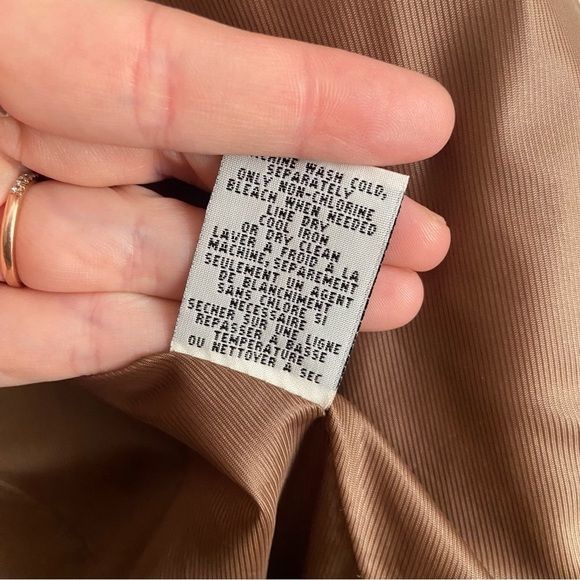 WASH COLD,
SEPARATELY
ONLY NON-CHLORINE
BLEACH WHEN NEEDED
LINE DRY
COOL IRON
OR DRY CLEAN
LAVER A FROID A LA
MACHINE, SEPAREMENT
SEULEMENT UN AGENT
DE BLANCHIMENT
SANS CHLORE SI
NECESSAIRE
SECHER SUR UNE LIGNE
REPASSER A BASSE
TEMPERATURE
OU NETTOYER A SEC